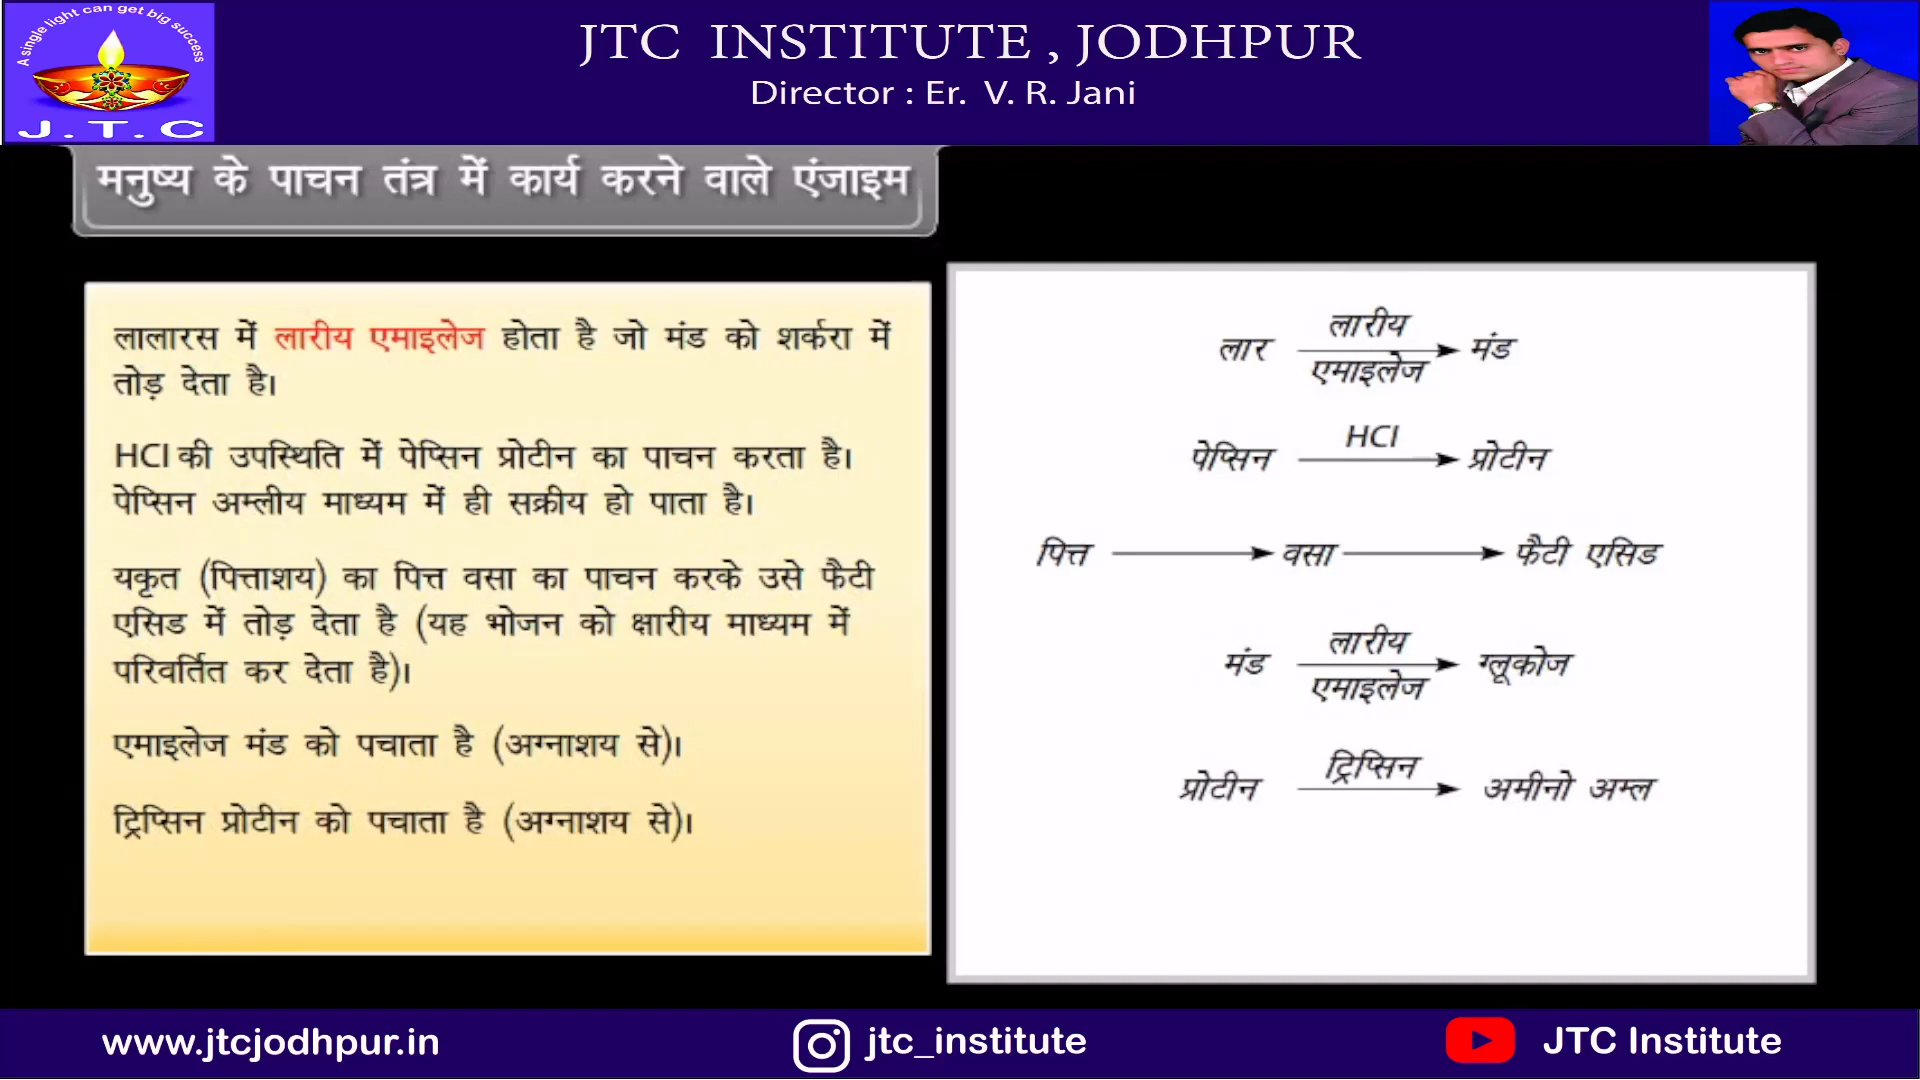 A single light can get big success
J.T.C
JTC INSTITUTE, JODHPUR
Director : Er. V. R. Jani
मनुष्य के पाचन तंत्र में कार्य करने वाले एंजाइम
लालारस में लारीय एमाइलेज होता है जो मंड को शर्करा में
तोड़ देता है।
HCl की उपस्थिति में पेप्सिन प्रोटीन का पाचन करता है।
पेप्सिन अम्लीय माध्यम में ही सक्रीय हो पाता है।
यकृत (पित्ताशय) का पित्त वसा का पाचन करके उसे फैटी
एसिड में तोड़ देता है (यह भोजन को क्षारीय माध्यम में
परिवर्तित कर देता है)।
एमाइलेज मंड को पचाता है (अग्नाशय से)।
ट्रिप्सिन प्रोटीन को पचाता है (अग्नाशय से)।
लारीय
लार मंड
एमाइलेज
HCl
पेप्सिन प्रोटीन
पित्त वसा फैटी एसिड
लारीय
मंड ग्लूकोज
एमाइलेज
ट्रिप्सिन
प्रोटीन अमीनो अम्ल
www.jtcjodhpur.in
jtc_institute
JTC Institute